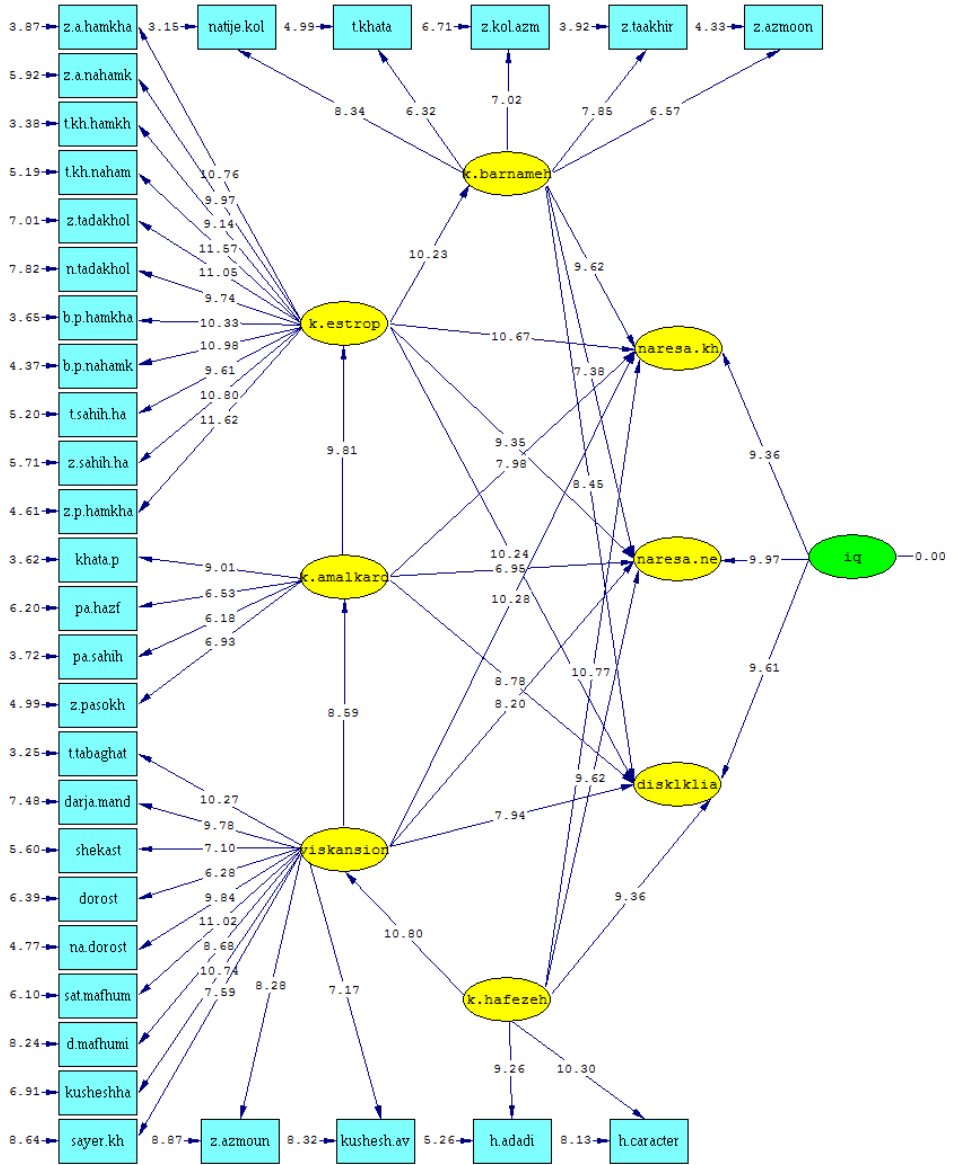 3.87 z.a.hamkha 3.15 natije.kol 4.99 t.khata 6.71 z.kol.azm 3.92 z.taakhir 4.33 z.azmoon
5.92 z.a.nahamk
8.34 6.32 7.02 7.85 6.57
3.38 t.kh.hamkh
5.19 t.kh.naham
k.barnameh
10.76
9.97
7.01 z.tadakhol
9.14
11.57
10.23
7.82 n.tadakhol
11.05
9.62
9.74
3.65 b.p.hamkha
10.33
k.estrop
10.67
naresa.kh
10.98
4.37 b.p.nahamk
9.61
7.38
10.80
5.20 t.sahih.ha
11.62
9.81
9.35
9.36
5.71 z.sahih.ha
7.98
8.45
4.61 z.p.hamkha
3.62 khata.p
9.01
10.24
naresa.ne
9.97
iq
0.00
6.95
k.amalkard
6.53
10.28
6.20 pa.hazf
6.18
6.93
3.72 pa.sahih
10.77
9.61
8.78
4.99 z.pasokh
8.59
8.20
3.25 t.tabaghat
9.62
disklklia
7.48 darja.mand
10.27
7.94
9.78
5.60 shekast
7.10
viskansion
6.28
6.39 dorost
9.84
9.36
11.02
4.77 na.dorost
8.68
10.80
10.74
8.28
7.17
7.59
6.10 sat.mafhum
k.hafezeh
8.24 d.mafhumi
9.26
10.30
6.91 kusheshha
8.64 sayer.kh 8.87 z.azmoun 8.32 kushesh.av 5.26 h.adadi 8.13 h.caracter